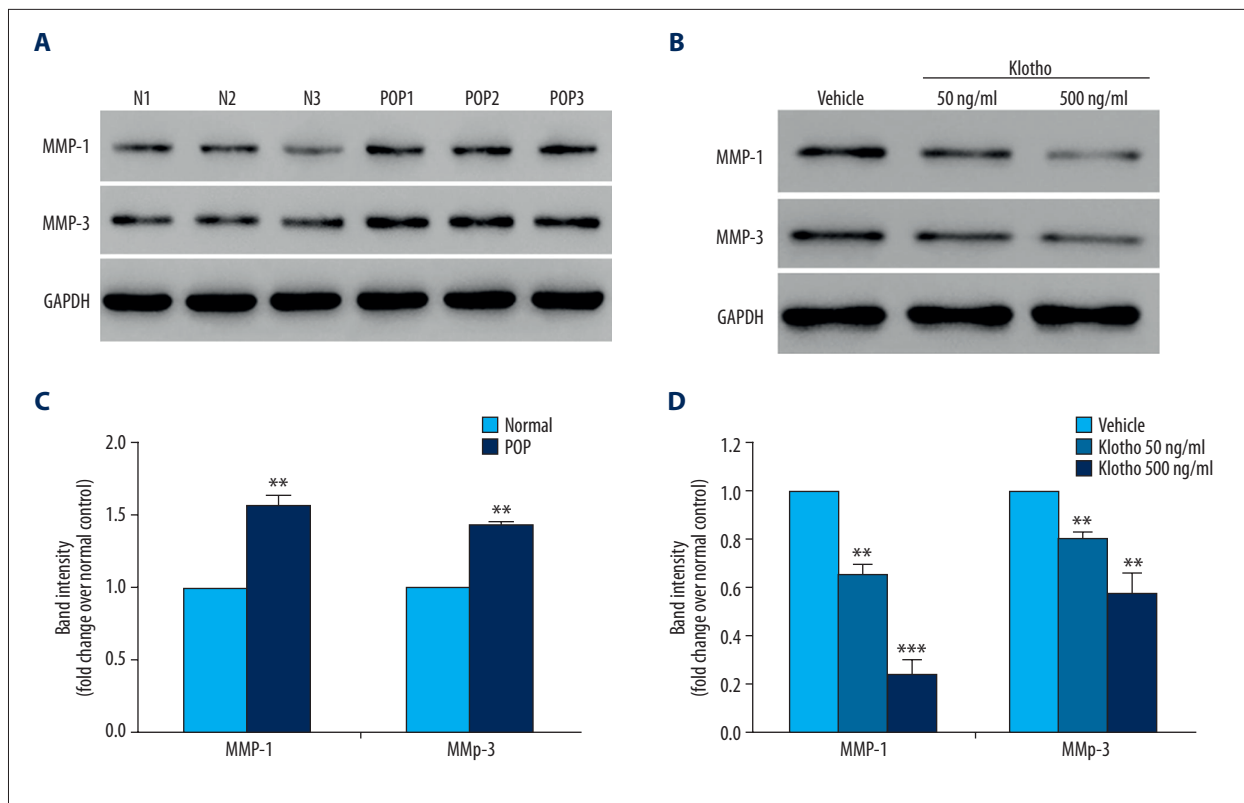 A
N1 N2 N3 POP1 POP2 POP3
MMP-1
MMP-3
GAPDH
B
Klotho
Vehicle 50 ng/ml 500 ng/ml
MMP-1
MMP-3
GAPDH
C
Normal
POP
Band intensity
(fold change over normal control)
2.0
1.5
1.0
0.5
0.0
**
**
MMP-1 MMp-3
D
Vehicle
Klotho 50 ng/ml
Klotho 500 ng/ml
Band intensity
(fold change over normal control)
1.2
1.0
0.8
0.6
0.4
0.2
0.0
**
***
**
**
MMP-1 MMp-3